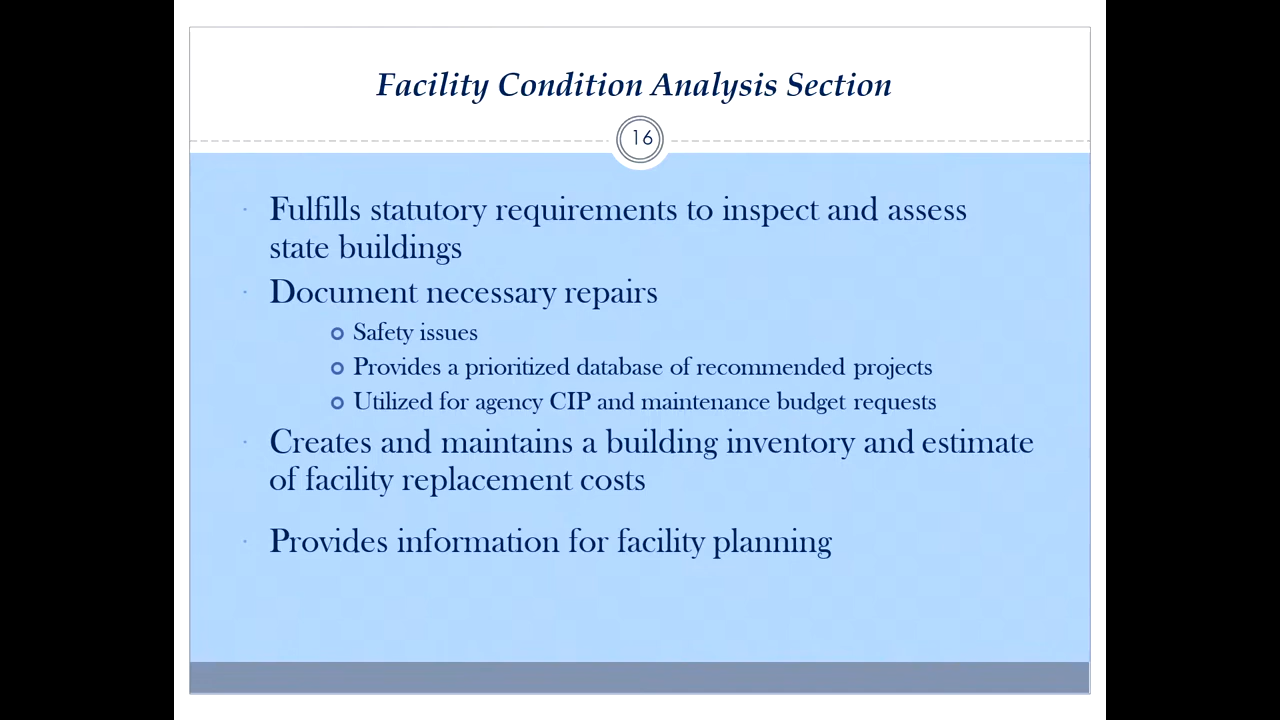 Facility Condition Analysis Section
16
Fulfills statutory requirements to inspect and assess
state buildings
Document necessary repairs
Safety issues
Provides a prioritized database of recommended projects
Utilized for agency CIP and maintenance budget requests
Creates and maintains a building inventory and estimate
of facility replacement costs
Provides information for facility planning